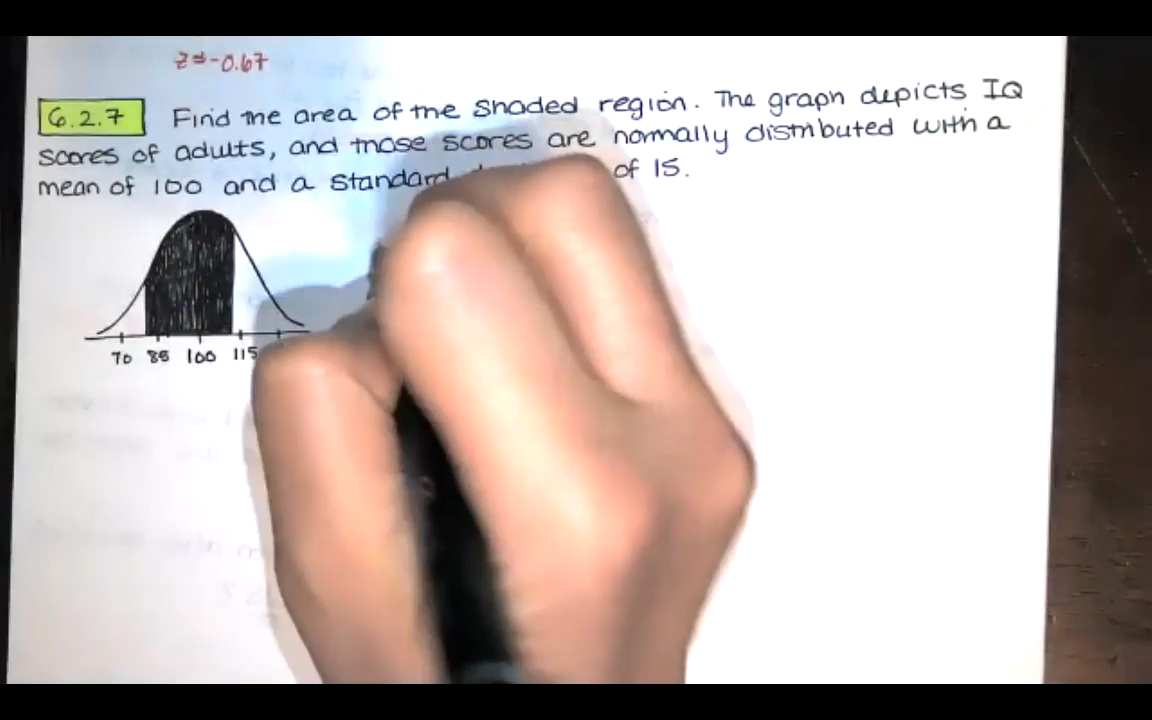 z=-0.67
6.2.7 Find the area of the shaded region. The graph depicts IQ
scores of adults, and those scores are normally distributed with a
mean of 100 and a standard of 15.
70 85 100 115